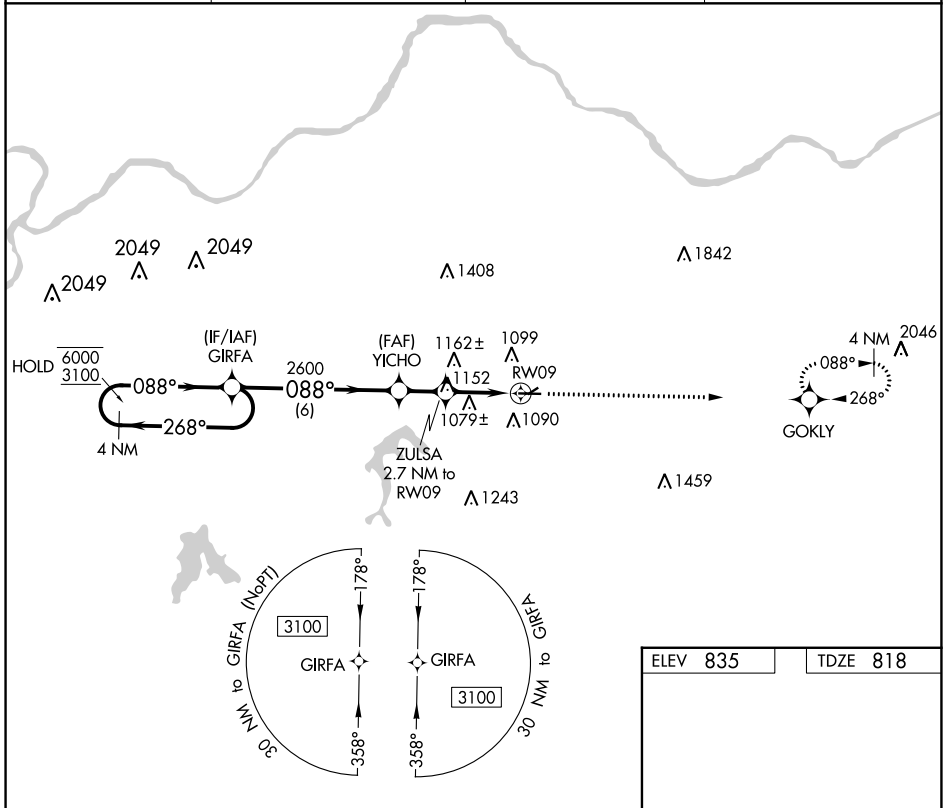 2049
2049
2049
1408
1842
HOLD
6000
3100
088°
268°
4 NM
(IF/IAF)
GIRFA
2600
088°
(6)
(FAF)
YICHO
1162±
1152
1079±
1099
RW09
1090
ZULSA
2.7 NM to
RW09
1243
1459
4 NM
2046
088°
268°
GOKLY
30 NM to GIRFA (NoPT)
178°
3100
GIRFA
358°
178°
GIRFA
3100
358°
30 NM to GIRFA
ELEV 835
TDZE 818